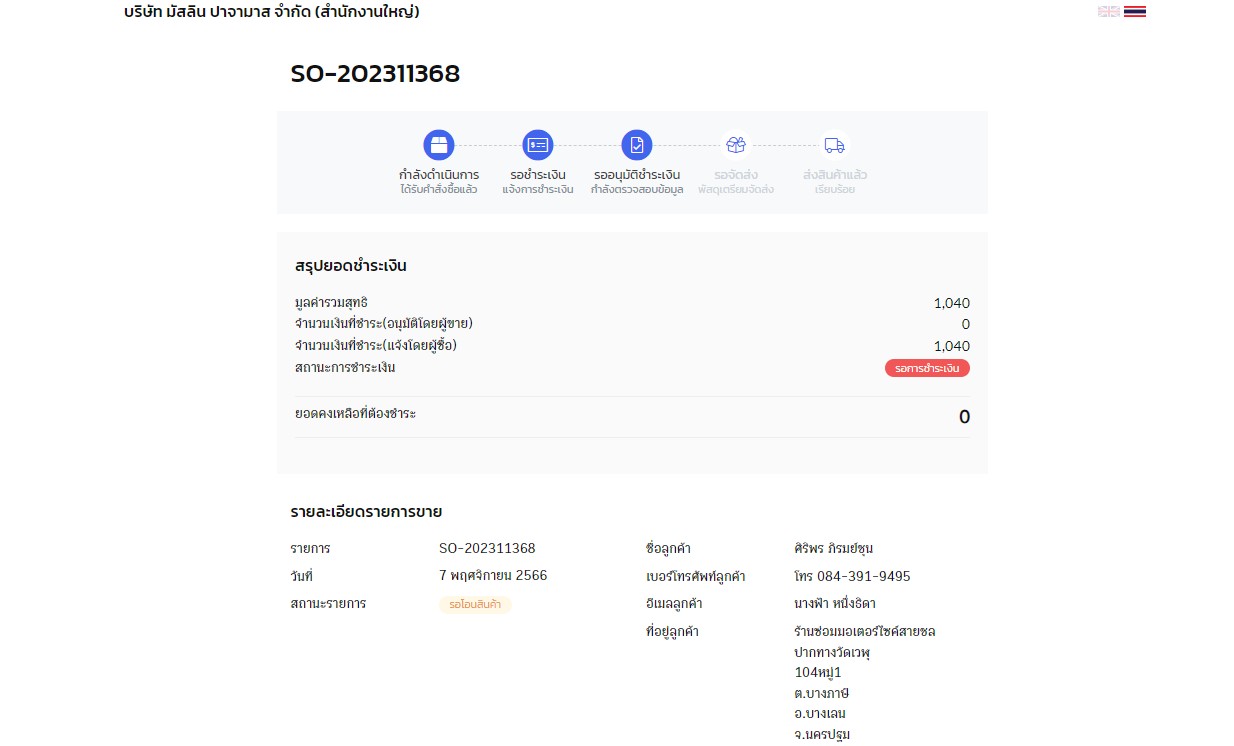 บริษัท มัสลิน ปาจามาส จำกัด (สำนักงานใหญ่)
SO-202311368
กำลังดำเนินการ
ได้รับคำสั่งซื้อแล้ว
รอชำระเงิน
แจ้งการชำระเงิน
รออนุมัติชำระเงิน
กำลังตรวจสอบข้อมูล
รอจัดส่ง
พัสดุเตรียมจัดส่ง
ส่งสินค้าแล้ว
เรียบร้อย
สรุปยอดชำระเงิน
มูลค่ารวมสุทธิ 1,040
จำนวนเงินที่ชำระ(อนุมัติโดยผู้ขาย) 0
จำนวนเงินที่ชำระ(แจ้งโดยผู้ซื้อ) 1,040
สถานะการชำระเงิน รอการชำระเงิน
ยอดคงเหลือที่ต้องชำระ 0
รายละเอียดรายการขาย
รายการ SO-202311368
วันที่ 7 พฤศจิกายน 2566
สถานะรายการ รอโอนสินค้า
ชื่อลูกค้า ศิริพร ภิรมย์ชุน
เบอร์โทรศัพท์ลูกค้า โทร 084-391-9495
อีเมลลูกค้า นางฟ้า หนึ่งธิดา
ที่อยู่ลูกค้า ร้านซ่อมมอเตอร์ไซค์สายชล
ปากทางวัดเวฬุ
104หมู่1
ต.บางภาษี
อ.บางเลน
จ.นครปฐม